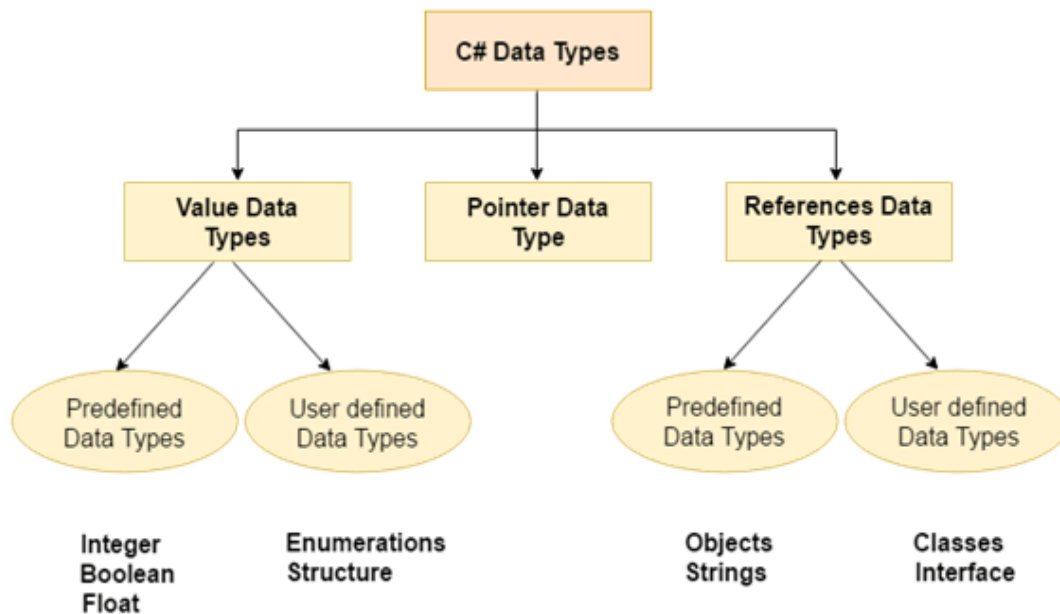 C# Data Types
Value Data
Types
Pointer Data
Type
References Data
Types
Predefined
Data Types
User defined
Data Types
Predefined
Data Types
User defined
Data Types
Integer
Boolean
Float
Enumerations
Structure
Objects
Strings
Classes
Interface